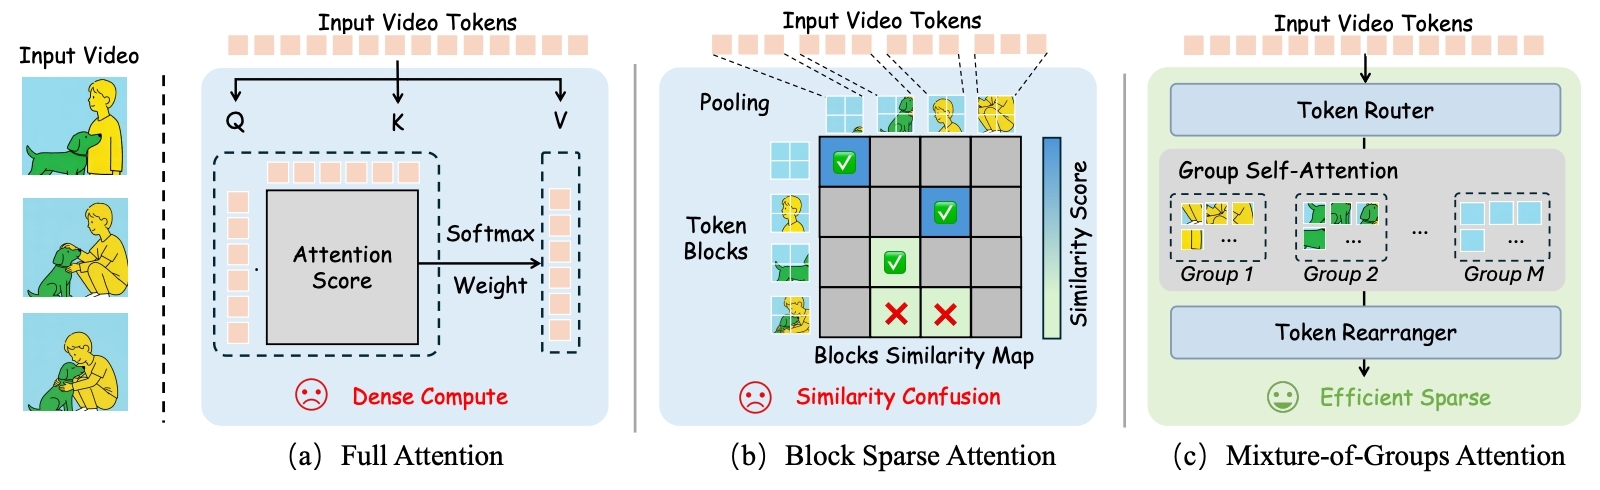 Input Video
Input Video Tokens
Q
K
V
Attention
Score
Softmax
Weight
Dense Compute
(a) Full Attention
Input Video Tokens
Pooling
Token
Blocks
Similarity Score
Blocks Similarity Map
Similarity Confusion
(b) Block Sparse Attention
Input Video Tokens
Token Router
Group Self-Attention
...
...
...
...
Group 1
Group 2
Group M
Token Rearranger
Efficient Sparse
(c) Mixture-of-Groups Attention